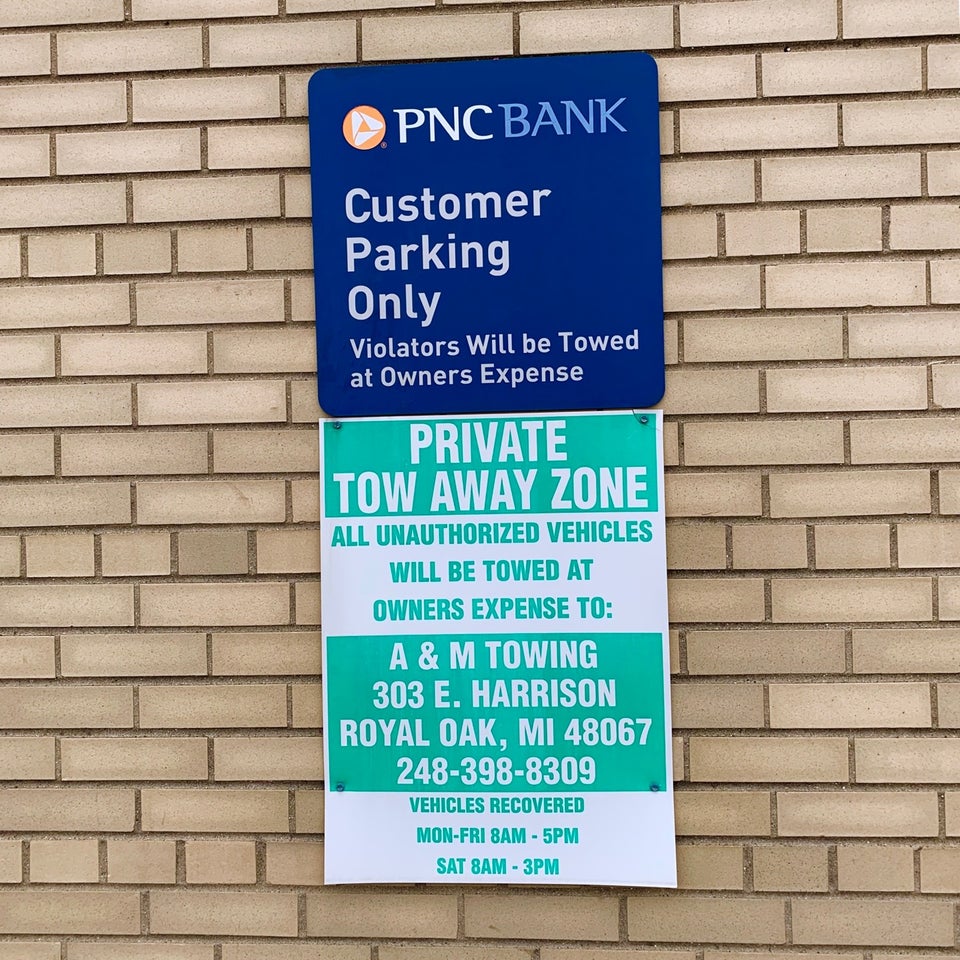 PNC BANK
Customer
Parking
Only
Violators Will be Towed
at Owners Expense
PRIVATE
TOW AWAY ZONE
ALL UNAUTHORIZED VEHICLES
WILL BE TOWED AT
OWNERS EXPENSE TO:
A & M TOWING
303 E. HARRISON
ROYAL OAK, MI 48067
248-398-8309
VEHICLES RECOVERED
MON-FRI 8AM - 5PM
SAT 8AM - 3PM